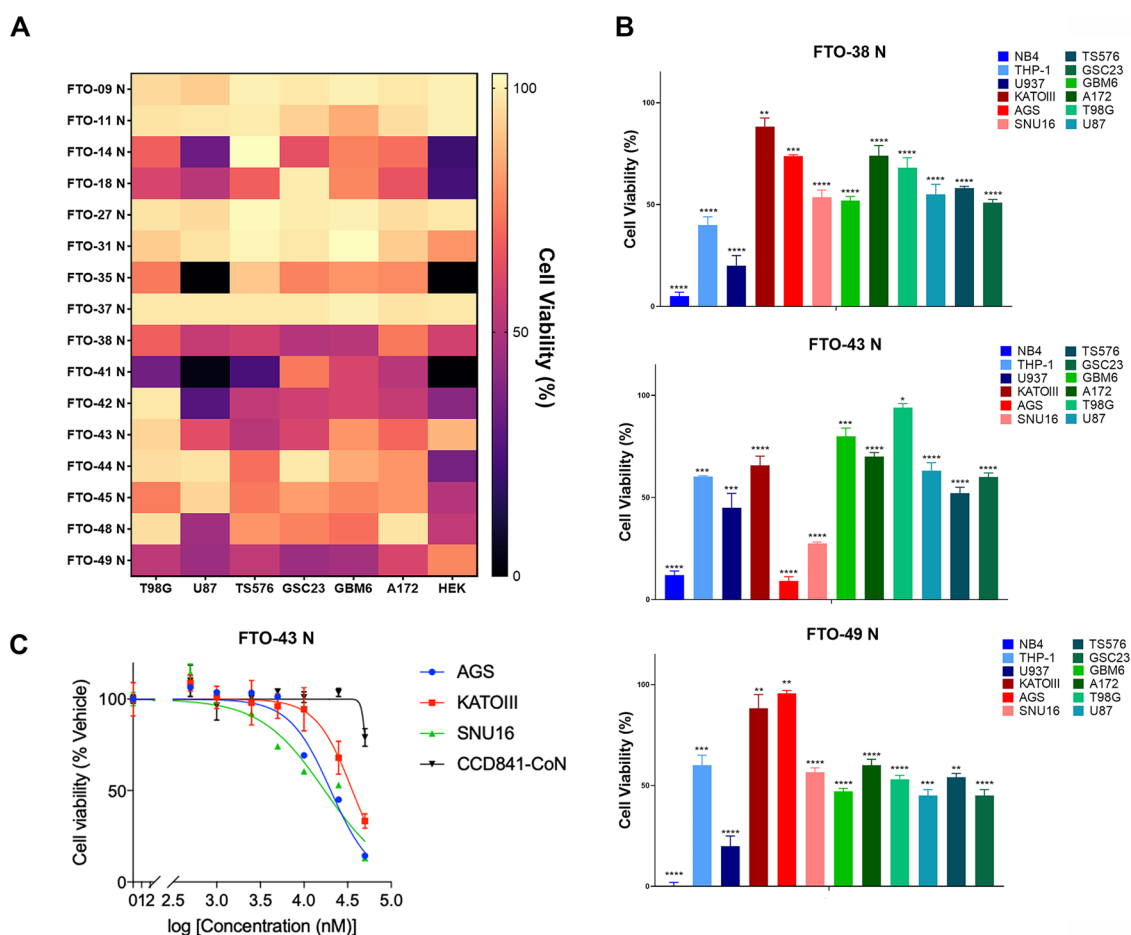 A
FTO-09 N
FTO-11 N
FTO-14 N
FTO-18 N
FTO-27 N
FTO-31 N
FTO-35 N
FTO-37 N
FTO-38 N
FTO-41 N
FTO-42 N
FTO-43 N
FTO-44 N
FTO-45 N
FTO-48 N
FTO-49 N
T98G U87 TS576 GSC23 GBM6 A172 HEK
100
50
0
Cell Viability (%)
B
FTO-38 N
NB4 TS576
THP-1 GSC23
U937 GBM6
KATOIII A172
AGS T98G
SNU16 U87
Cell Viability (%)
100
50
0
**** **** **** ** *** **** **** **** **** **** **** ****
FTO-43 N
NB4 TS576
THP-1 GSC23
U937 GBM6
KATOIII A172
AGS T98G
SNU16 U87
Cell Viability (%)
100
50
0
**** *** *** **** **** **** *** **** * **** **** ****
FTO-49 N
NB4 TS576
THP-1 GSC23
U937 GBM6
KATOIII A172
AGS T98G
SNU16 U87
Cell Viability (%)
100
50
0
**** *** **** ** ** **** **** **** **** *** ** ****
C
FTO-43 N
AGS
KATOIII
SNU16
CCD841-CoN
Cell viability (% Vehicle)
100
50
0
0 1 2 2.5 3.0 3.5 4.0 4.5 5.0
log [Concentration (nM)]